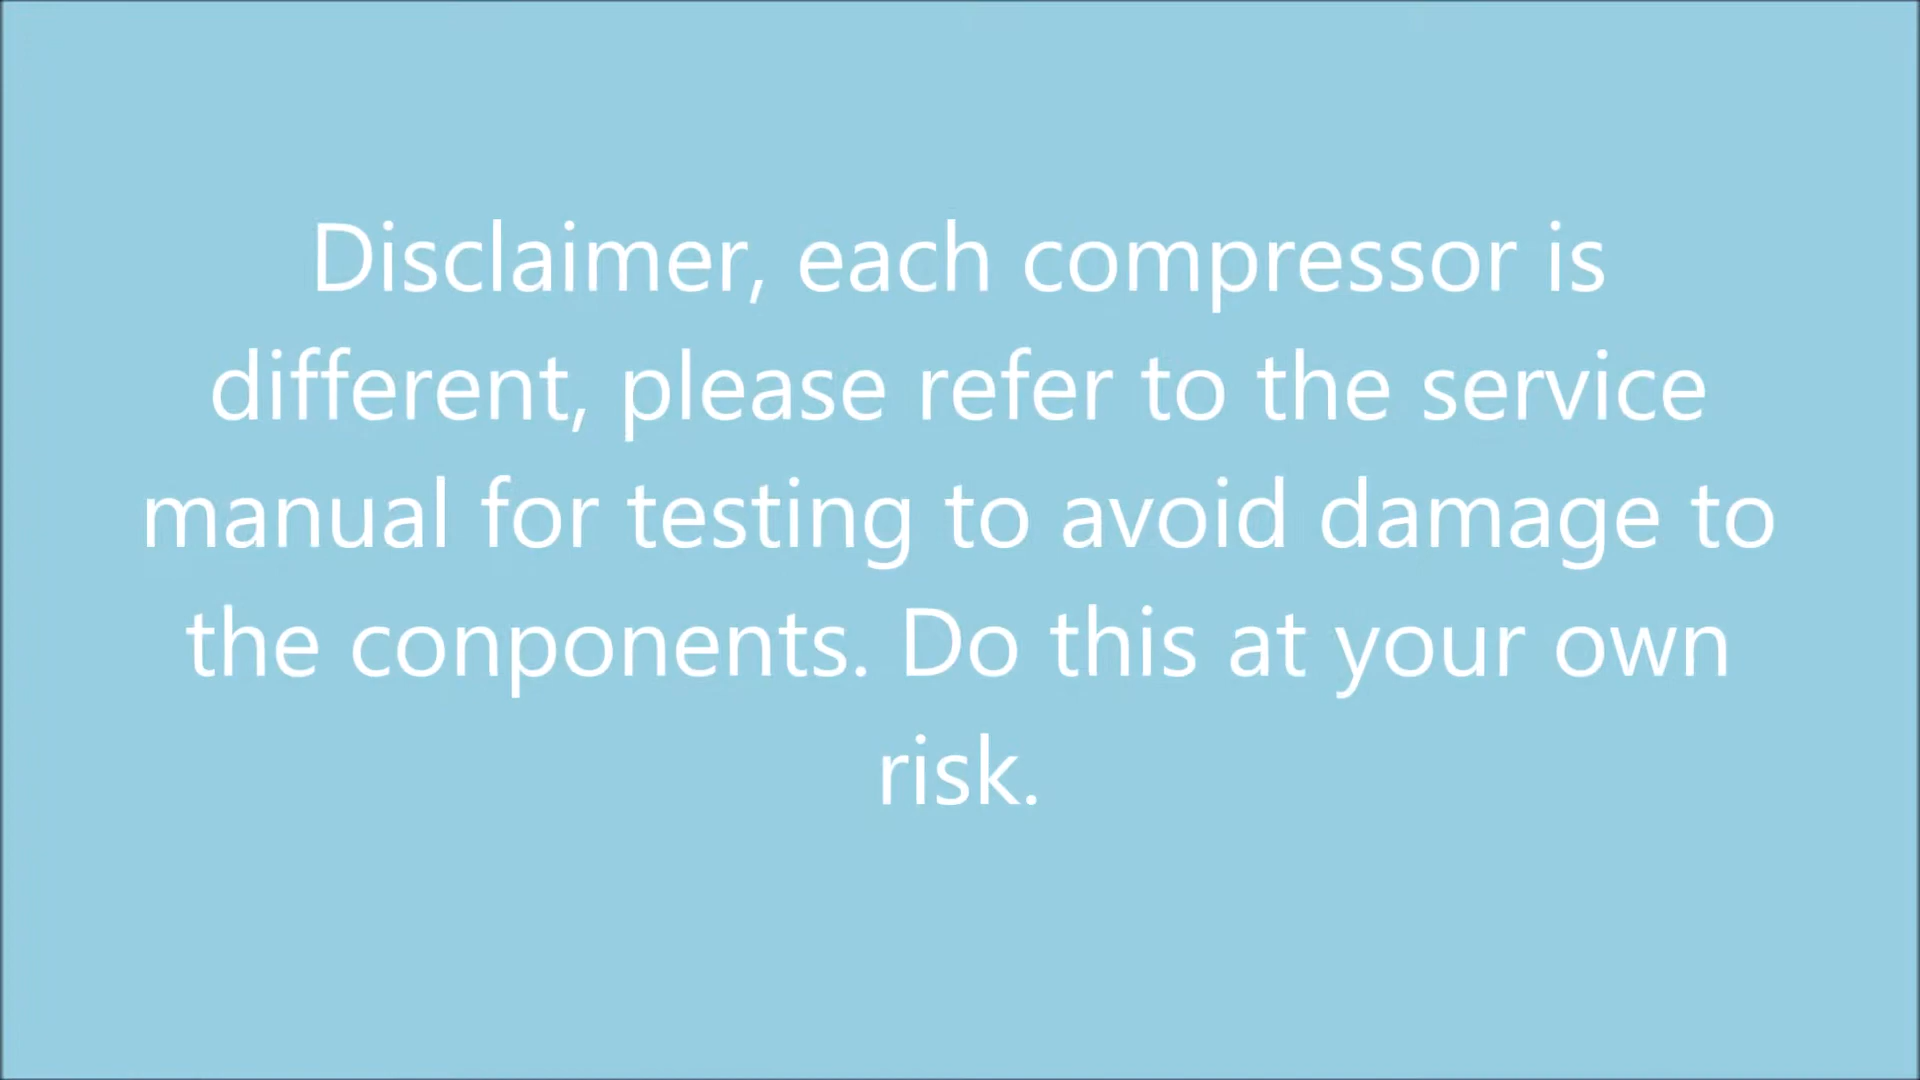 Disclaimer, each compressor is
different, please refer to the service
manual for testing to avoid damage to
the conponents. Do this at your own
risk.